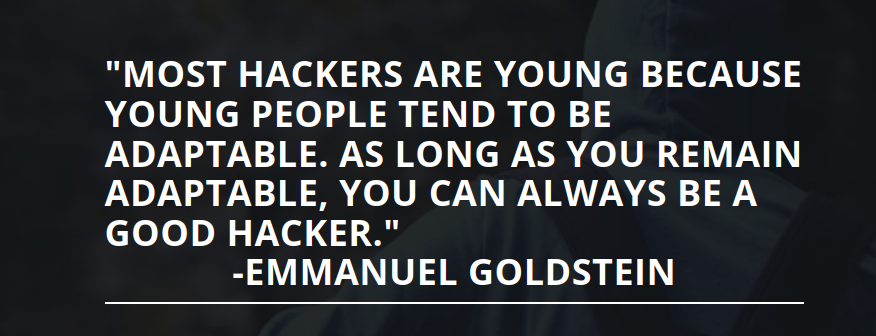 "MOST HACKERS ARE YOUNG BECAUSE
YOUNG PEOPLE TEND TO BE
ADAPTABLE. AS LONG AS YOU REMAIN
ADAPTABLE, YOU CAN ALWAYS BE A
GOOD HACKER."
-EMMANUEL GOLDSTEIN